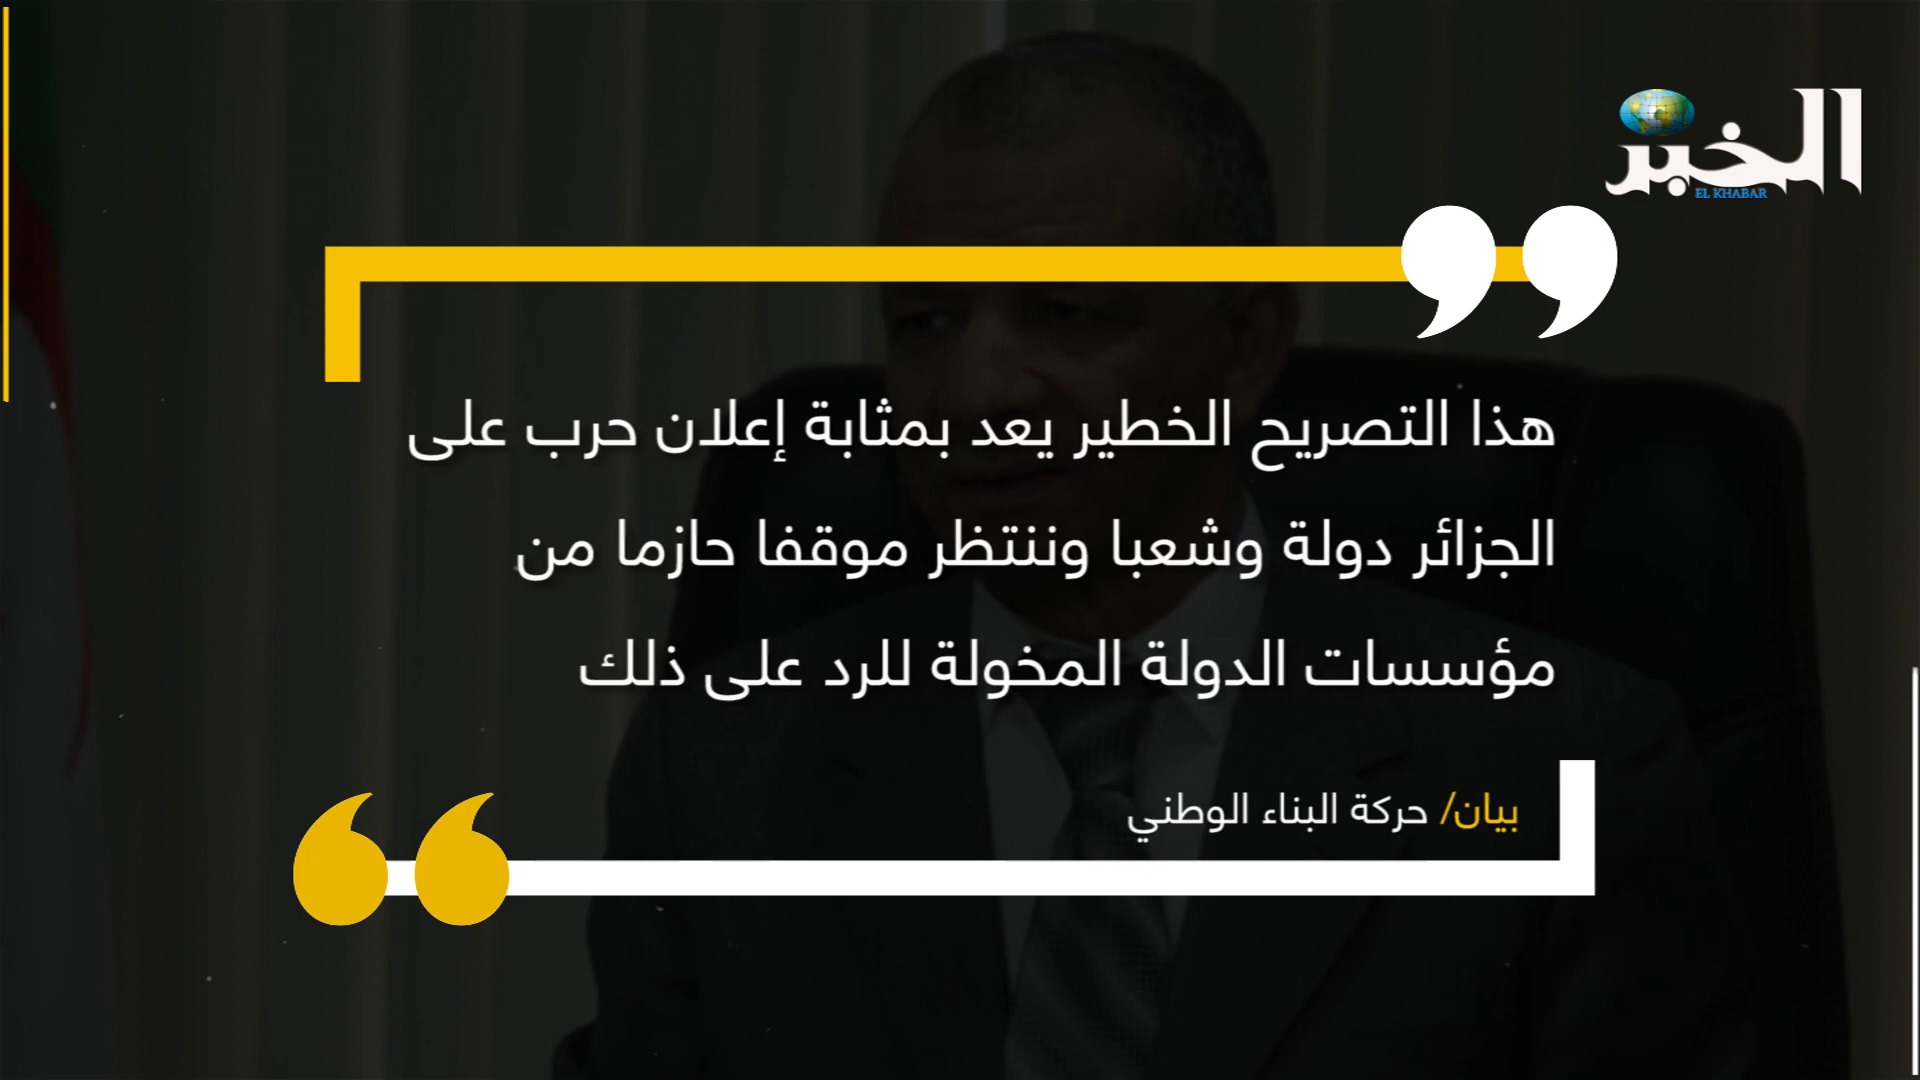 الخبر
EL KHABAR
هذا التصريح الخطير يعد بمثابة إعلان حرب على
الجزائر دولة وشعبا وننتظر موقفا حازما من
مؤسسات الدولة المخولة للرد على ذلك
بيان/ حركة البناء الوطني